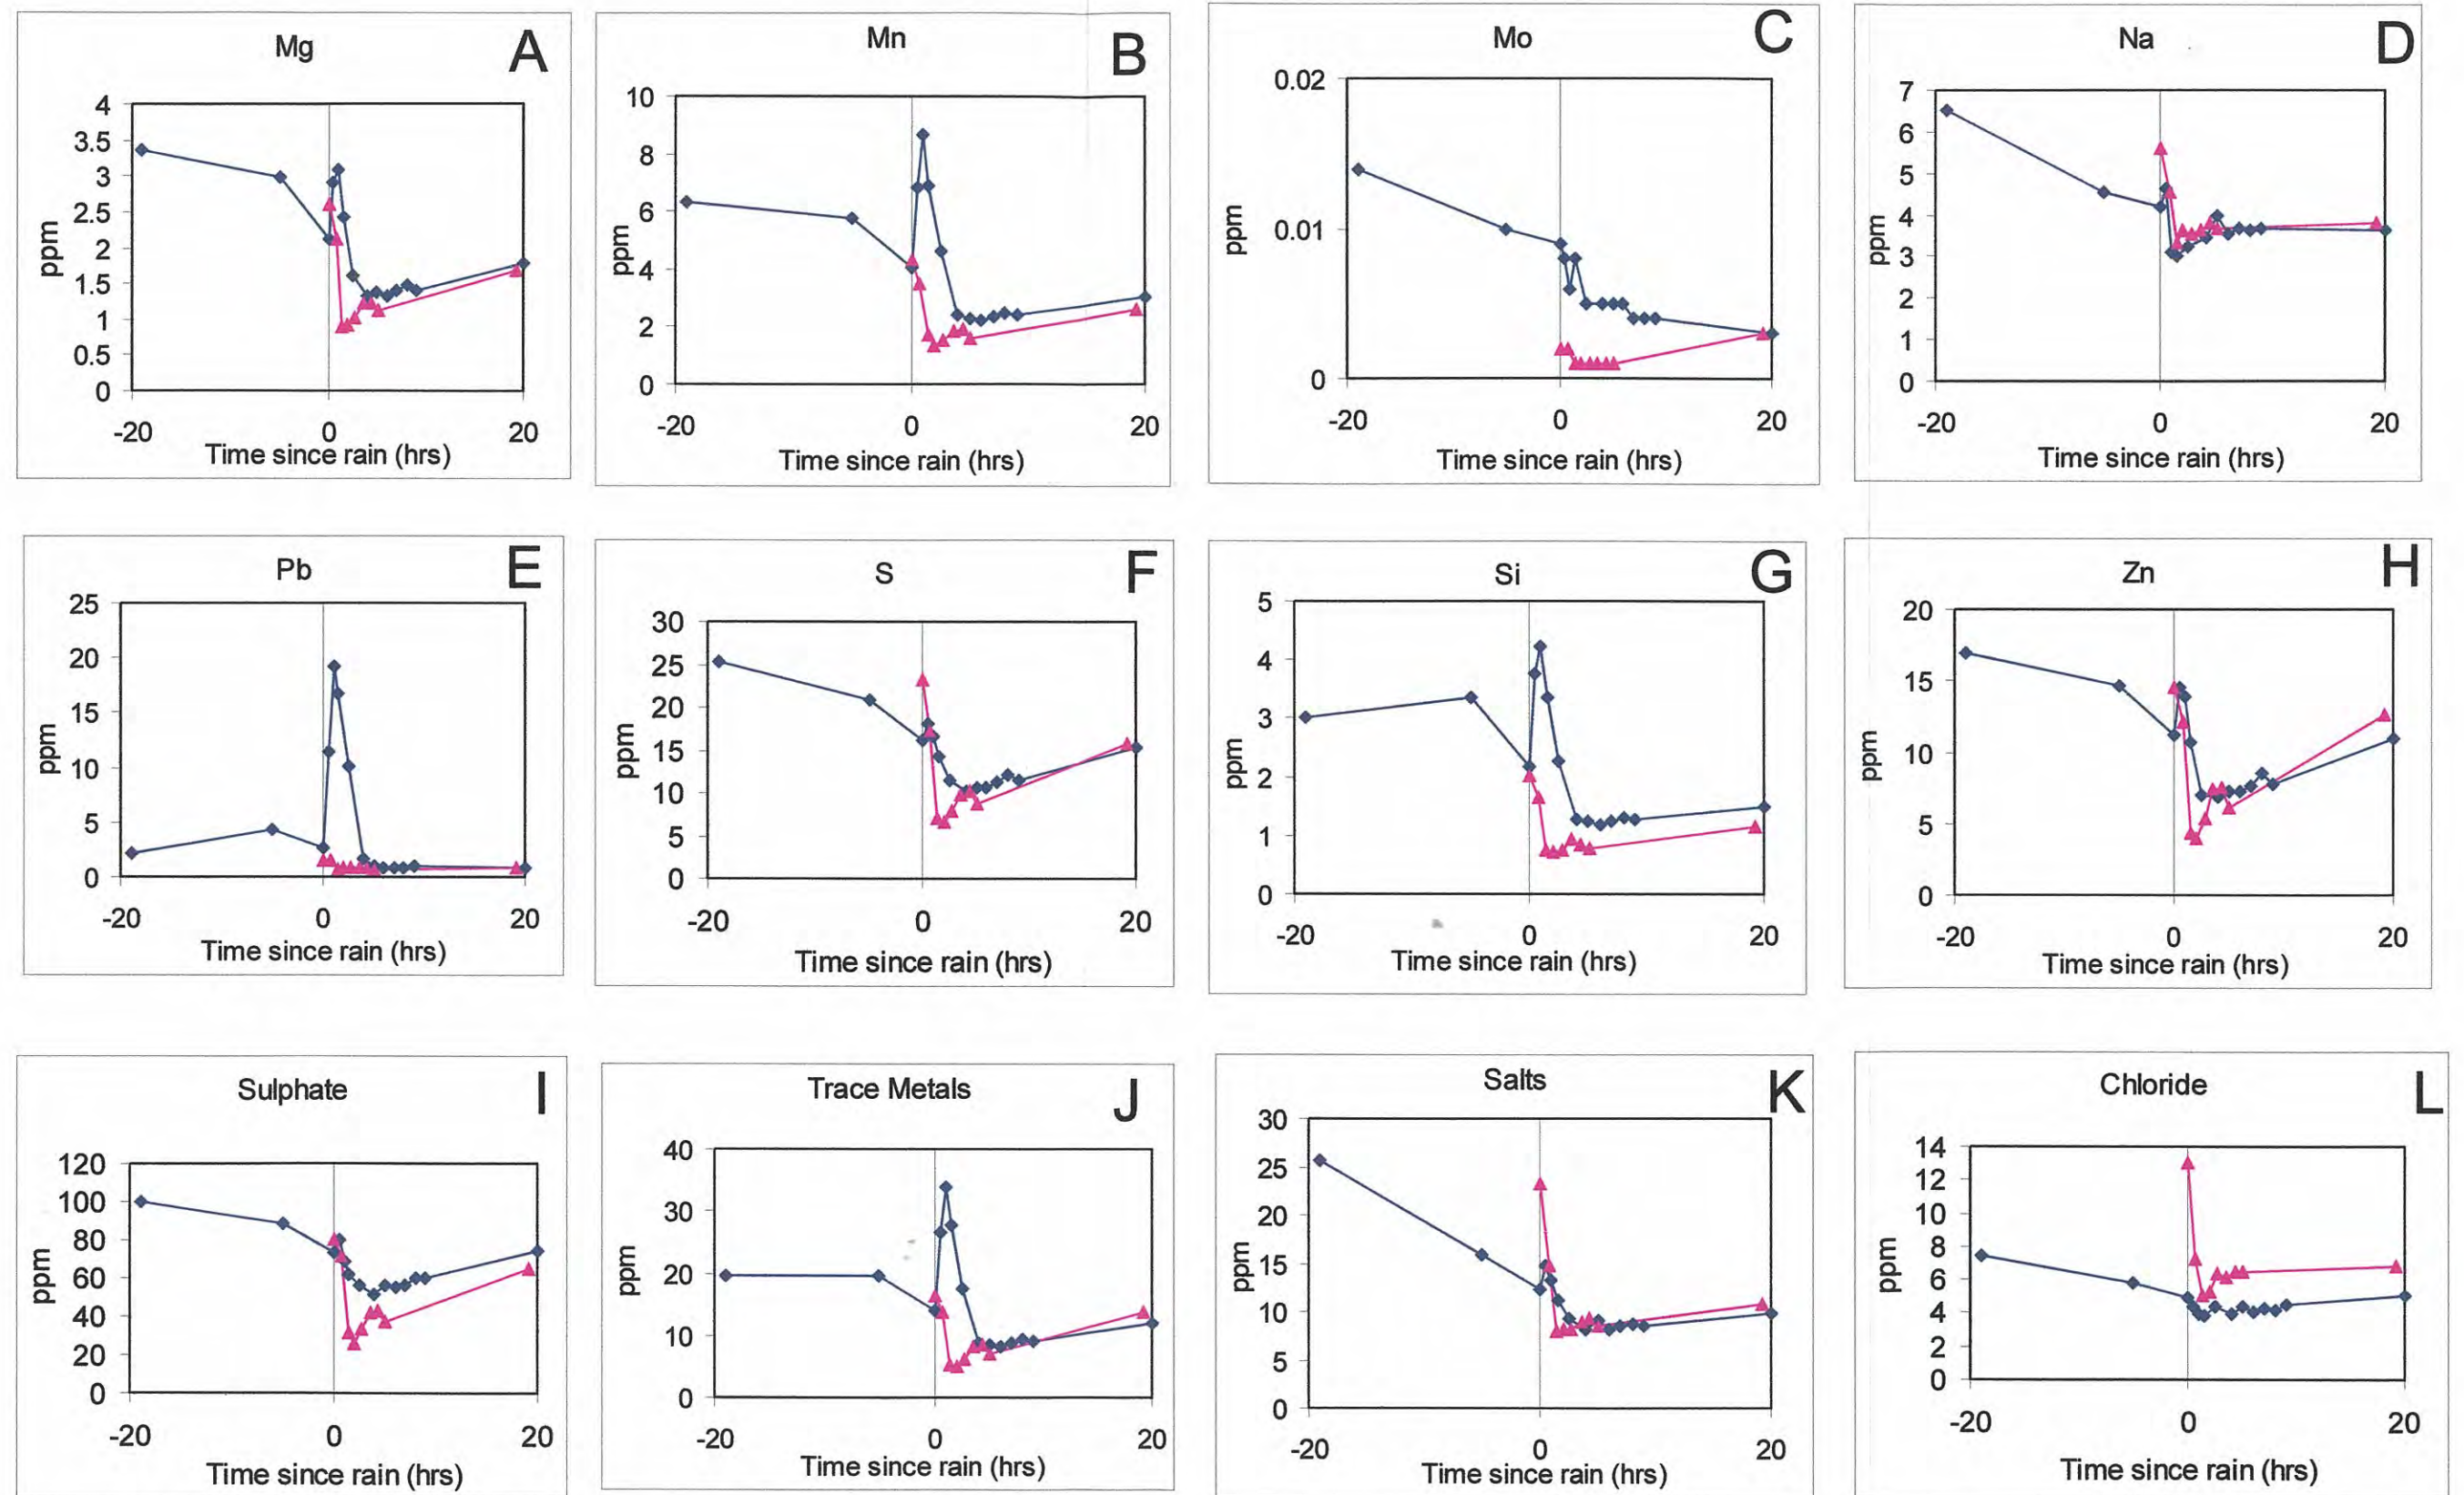 Mg A
4
3.5
3
2.5
2
1.5
1
0.5
0
ppm
-20 0 20
Time since rain (hrs)
Mn B
10
8
6
4
2
0
ppm
-20 0 20
Time since rain (hrs)
Mo C
0.02
0.01
0
ppm
-20 0 20
Time since rain (hrs)
Na D
7
6
5
4
3
2
1
0
ppm
-20 0 20
Time since rain (hrs)
Pb E
25
20
15
10
5
0
ppm
-20 0 20
Time since rain (hrs)
S F
30
25
20
15
10
5
0
ppm
-20 0 20
Time since rain (hrs)
Si G
5
4
3
2
1
0
ppm
-20 0 20
Time since rain (hrs)
Zn H
20
15
10
5
0
ppm
-20 0 20
Time since rain (hrs)
Sulphate I
120
100
80
60
40
20
0
ppm
-20 0 20
Time since rain (hrs)
Trace Metals J
40
30
20
10
0
ppm
-20 0 20
Time since rain (hrs)
Salts K
30
25
20
15
10
5
0
ppm
-20 0 20
Time since rain (hrs)
Chloride L
14
12
10
8
6
4
2
0
ppm
-20 0 20
Time since rain (hrs)